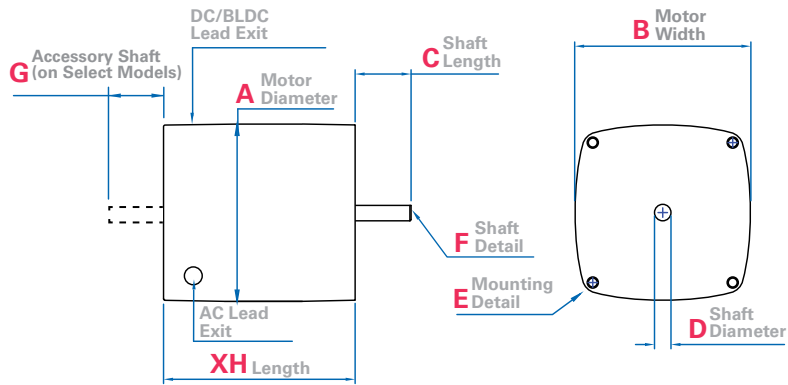 DC/BLDC
Lead Exit
G Accessory Shaft
(on Select Models)
A Motor
Diameter
C Shaft
Length
B Motor
Width
F Shaft
Detail
E Mounting
Detail
AC Lead
Exit
XH Length
D Shaft
Diameter